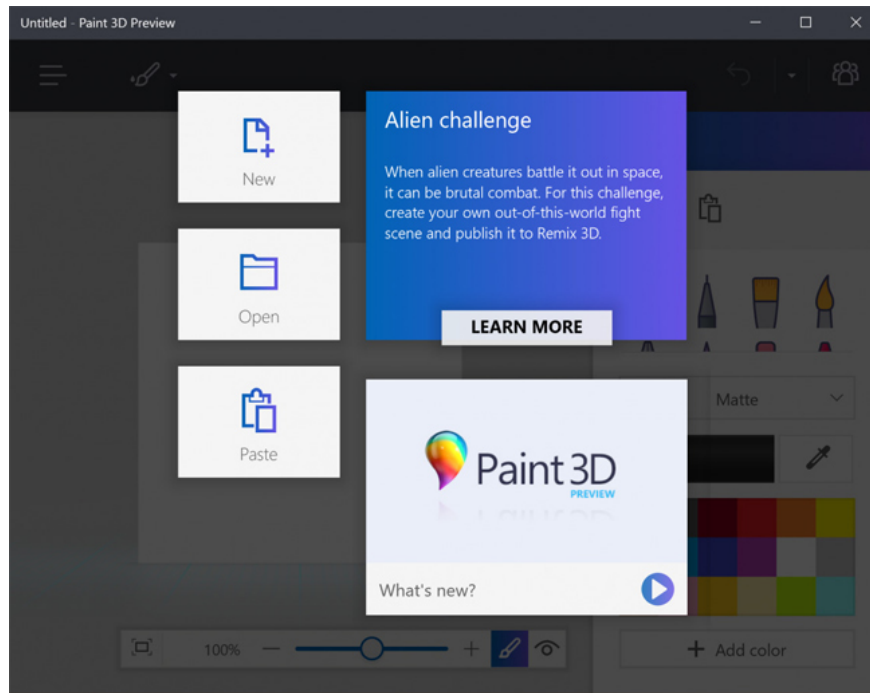 Untitled - Paint 3D Preview
New
Open
Paste
Alien challenge
When alien creatures battle it out in space,
it can be brutal combat. For this challenge,
create your own out-of-this-world fight
scene and publish it to Remix 3D.
LEARN MORE
Paint 3D
PREVIEW
What's new?
Matte
Add color
100%